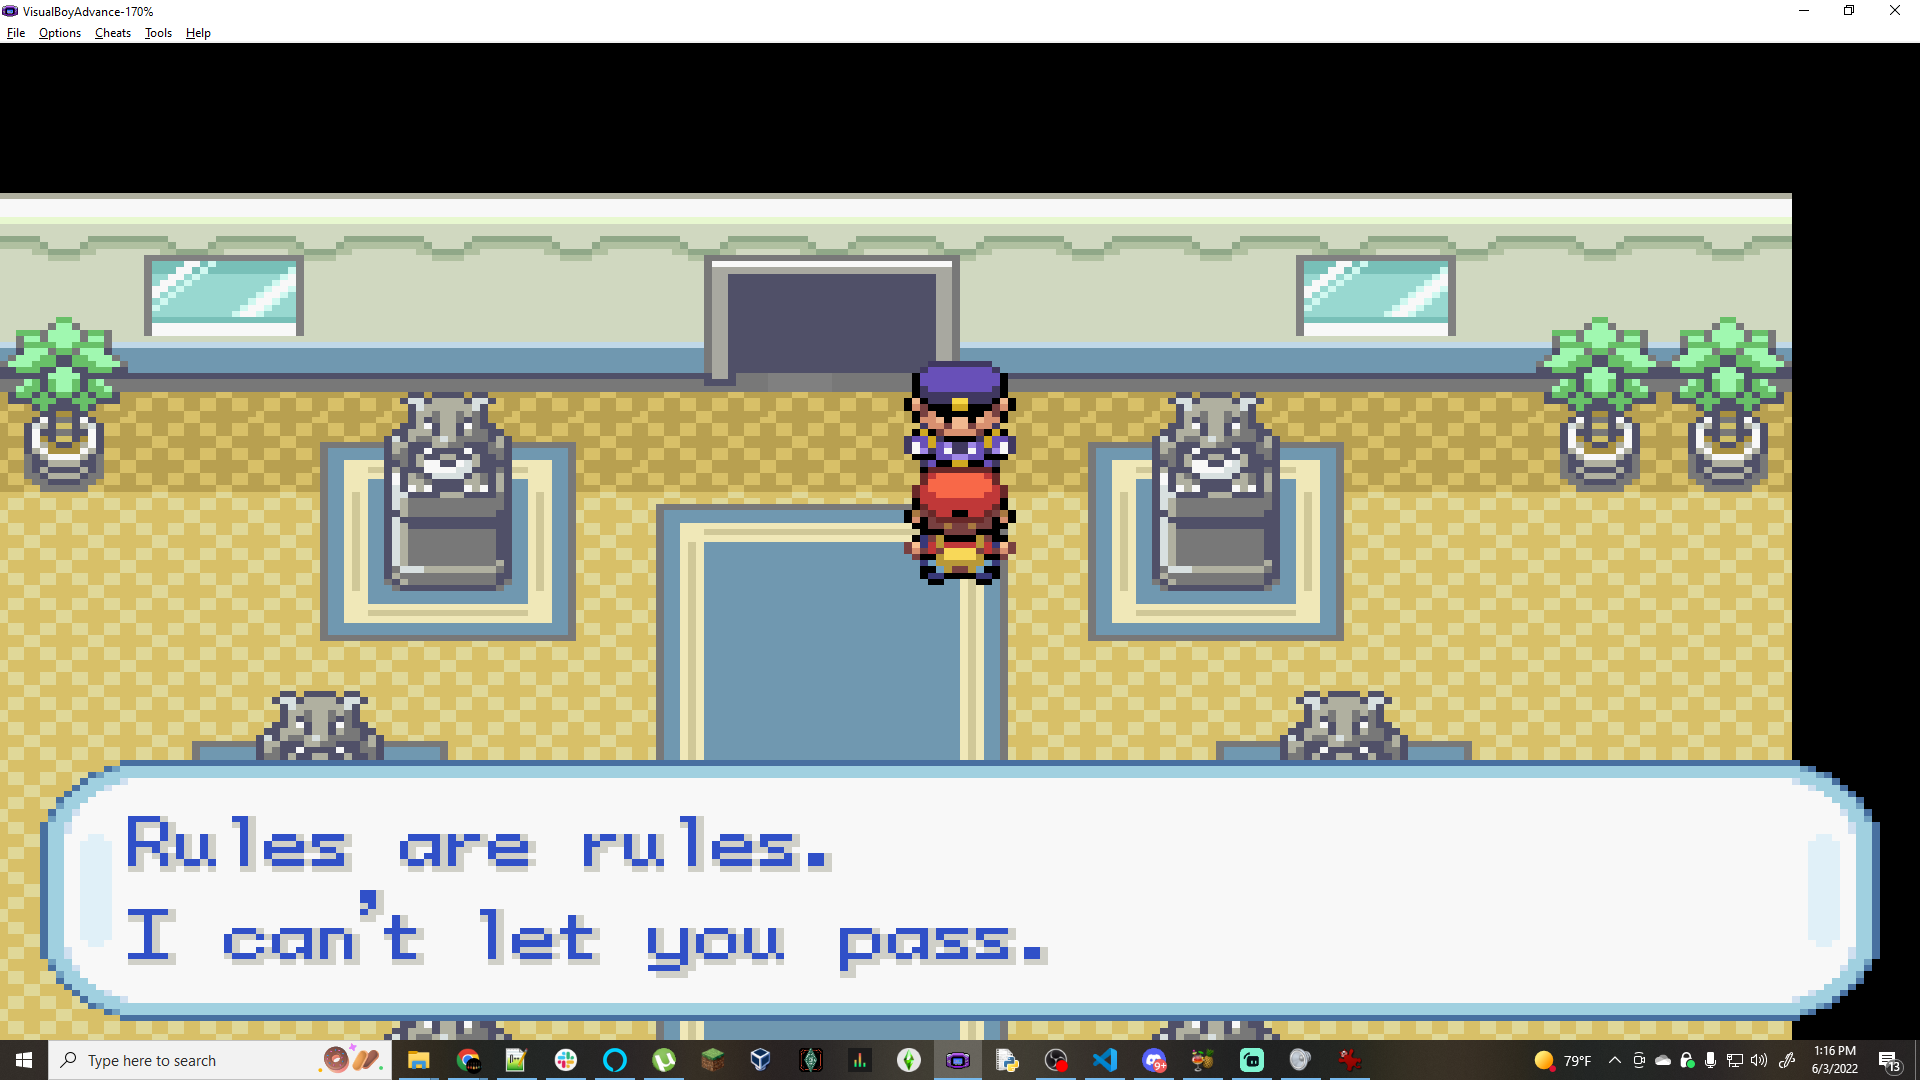 VisualBoyAdvance-170%
File Options Cheats Tools Help
Rules are rules.
I can't let you pass.
Type here to search
9+
79°F
1:16 PM
6/3/2022
13